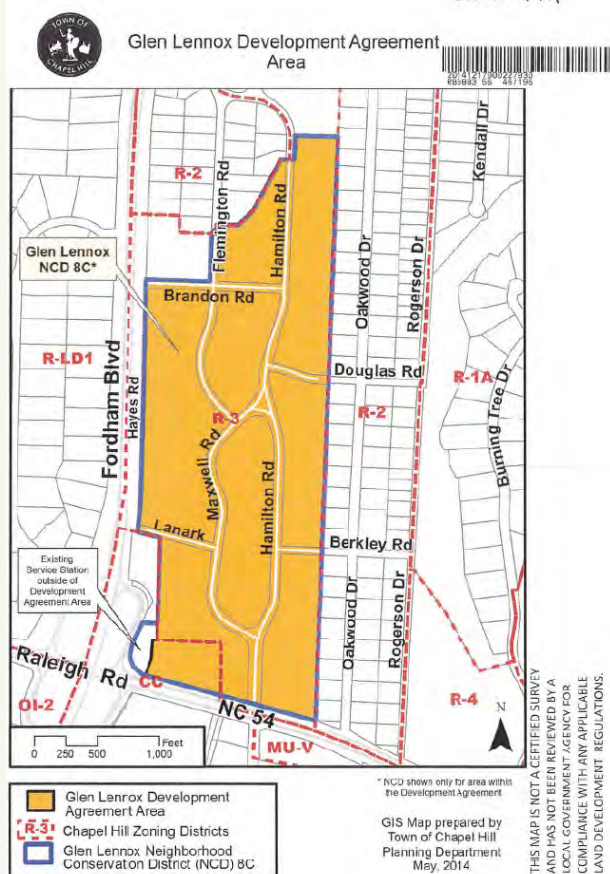 TOWN OF
CHAPEL HILL
Glen Lennox Development Agreement
Area
20141217000227930
Kendall Dr
R-2
Flemington Rd
Hamilton Rd
Glen Lennox
NCD 8C*
Brandon Rd
Oakwood Dr
Rogerson Dr
R-LD1
Fordham Blvd
Hayes Rd
Douglas Rd
R-1A
R-3
R-2
Burning Tree Dr
Maxwell Rd
Hamilton Rd
Lanark
Berkley Rd
Existing
Service Station
outside of
Development
Agreement Area
Oakwood Dr
Rogerson Dr
Raleigh Rd
CC
OI-2
NC 54
R-4
N
MU-V
Feet
0 250 500 1,000
* NCD shown only for area within
the Development Agreement
Glen Lennox Development
Agreement Area
R-3 Chapel Hill Zoning Districts
Glen Lennox Neighborhood
Conservation District (NCD) 8C
GIS Map prepared by
Town of Chapel Hill
Planning Department
May, 2014
THIS MAP IS NOT A CERTIFIED SURVEY
AND HAS NOT BEEN REVIEWED BY A
LOCAL GOVERNMENT AGENCY FOR
COMPLIANCE WITH ANY APPLICABLE
LAND DEVELOPMENT REGULATIONS.